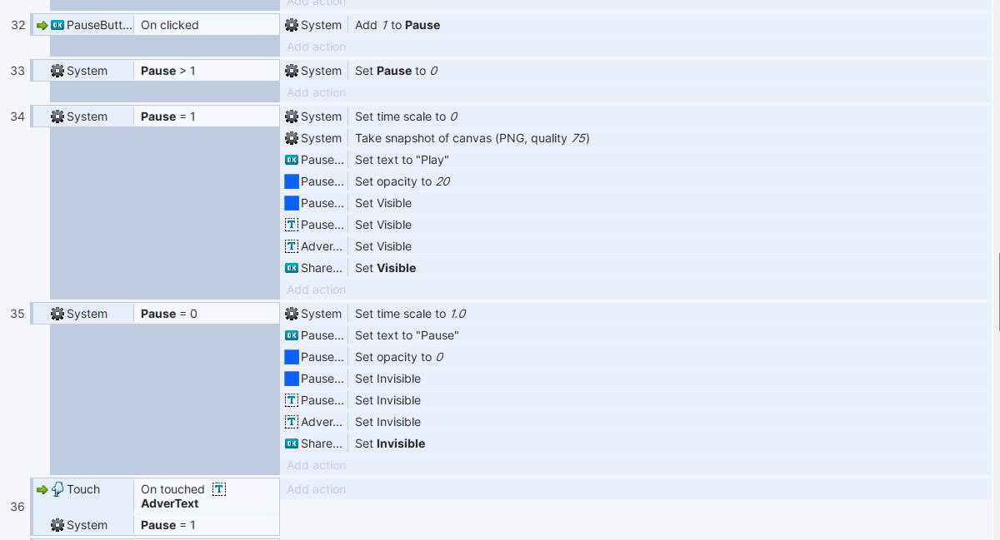 Add action
32 PauseButt... On clicked System Add 1 to Pause
Add action
33 System Pause > 1 System Set Pause to 0
Add action
34 System Pause = 1 System Set time scale to 0
System Take snapshot of canvas (PNG, quality 75)
OK Pause... Set text to "Play"
Pause... Set opacity to 20
Pause... Set Visible
T Pause... Set Visible
T Adver... Set Visible
OK Share... Set Visible
Add action
35 System Pause = 0 System Set time scale to 1.0
OK Pause... Set text to "Pause"
Pause... Set opacity to 0
Pause... Set Invisible
T Pause... Set Invisible
T Adver... Set Invisible
OK Share... Set Invisible
Add action
36 Touch On touched T Add action
AdverText
System Pause = 1